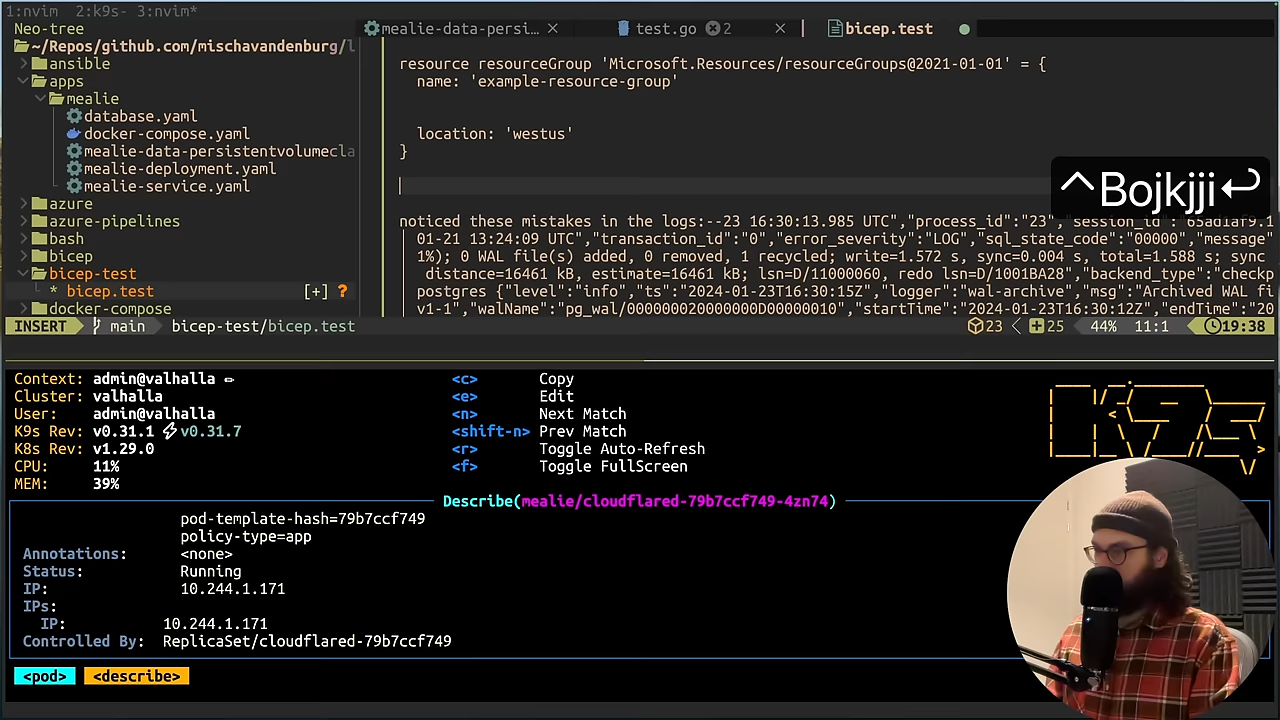 1:nvim 2:k9s- 3:nvim*
Neo-tree
mealie-data-persi… ✕ test.go 2 ✕ bicep.test ●
~/Repos/github.com/mischavandenburg/l
ansible
apps
mealie
database.yaml
docker-compose.yaml
mealie-data-persistentvolumecla
mealie-deployment.yaml
mealie-service.yaml
azure
azure-pipelines
bash
bicep
bicep-test
* bicep.test [+] ?
docker-compose
resource resourceGroup 'Microsoft.Resources/resourceGroups@2021-01-01' = {
name: 'example-resource-group'
location: 'westus'
}
^Bojkjji↵
noticed these mistakes in the logs:--23 16:30:13.985 UTC","process_id":"23","session_id":"65ad1af9.1
01-21 13:24:09 UTC","transaction_id":"0","error_severity":"LOG","sql_state_code":"00000","message"
1%); 0 WAL file(s) added, 0 removed, 1 recycled; write=1.572 s, sync=0.004 s, total=1.588 s; sync
distance=16461 kB, estimate=16461 kB; lsn=D/11000060, redo lsn=D/1001BA28","backend_type":"checkp
postgres {"level":"info","ts":"2024-01-23T16:30:15Z","logger":"wal-archive","msg":"Archived WAL fi
v1-1","walName":"pg_wal/000000020000000D00000010","startTime":"2024-01-23T16:30:12Z","endTime":"20
INSERT main bicep-test/bicep.test 23 < 25 44% 11:1 19:38
Context: admin@valhalla <c> Copy
Cluster: valhalla <e> Edit
User: admin@valhalla <n> Next Match
K9s Rev: v0.31.1 ⚡v0.31.7 <shift-n> Prev Match
K8s Rev: v1.29.0 <r> Toggle Auto-Refresh
CPU: 11% <f> Toggle FullScreen
MEM: 39%
K9s
Describe(mealie/cloudflared-79b7ccf749-4zn74)
pod-template-hash=79b7ccf749
policy-type=app
Annotations: <none>
Status: Running
IP: 10.244.1.171
IPs:
IP: 10.244.1.171
Controlled By: ReplicaSet/cloudflared-79b7ccf749
<pod> <describe>